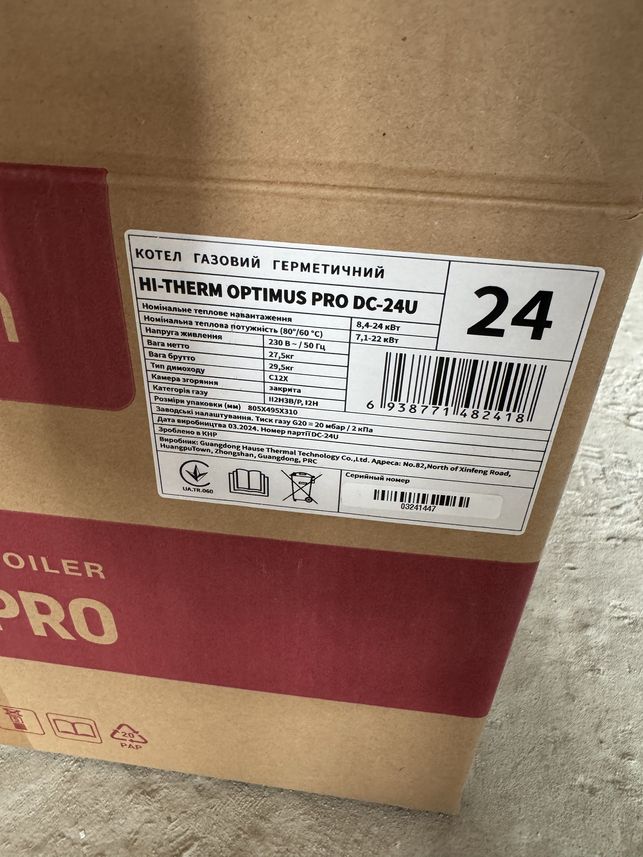 КОТЕЛ ГАЗОВИЙ ГЕРМЕТИЧНИЙ
HI-THERM OPTIMUS PRO DC-24U
24
Номінальне теплове навантаження 8,4-24 кВт
Номінальна теплова потужність (80°/60 °C) 7,1-22 кВт
Напруга живлення 230 В ~ / 50 Гц
Вага нетто 27,5кг
Вага брутто 29,5кг
Тип димоходу C12X
Камера згоряння закрита
Категорія газу II2H3B/P, I2H
Розміри упаковки (мм) 805X495X310
Заводські налаштування. Тиск газу G20 = 20 мбар / 2 кПа
Дата виробництва 03.2024. Номер партії DC-24U
Зроблено в КНР
Виробник: Guangdong Hause Thermal Technology Co.,Ltd. Адреса: No.82,North of Xinfeng Road,
HuangpuTown, Zhongshan, Guangdong, PRC
6 938771 482418
UA.TR.060
Серийный номер
03241447
OILER
PRO
20
PAP